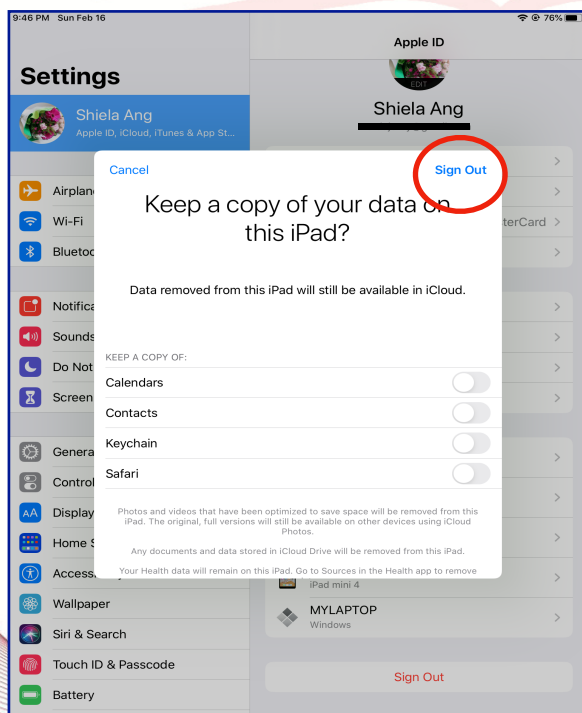 9:46 PM Sun Feb 16
76%
Apple ID
Settings
EDIT
Shiela Ang
Shiela Ang
Apple ID, iCloud, iTunes & App St...
Cancel
Sign Out
Keep a copy of your data on
this iPad?
Data removed from this iPad will still be available in iCloud.
KEEP A COPY OF:
Calendars
Contacts
Keychain
Safari
Photos and videos that have been optimized to save space will be removed from this
iPad. The original, full versions will still be available on other devices using iCloud
Photos.
Any documents and data stored in iCloud Drive will be removed from this iPad.
Your Health data will remain on this iPad. Go to Sources in the Health app to remove
Airplan
Wi-Fi
terCard
Bluetoo
Notifica
Sounds
Do Not
Screen
Genera
Control
AA Display
Home S
Access
iPad mini 4
Wallpaper
MYLAPTOP
Windows
Siri & Search
Touch ID & Passcode
Sign Out
Battery